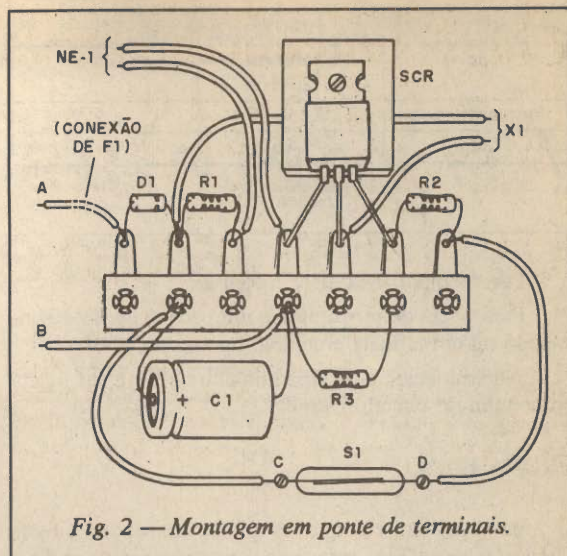 NE-1
SCR
(CONEXÃO
DE F1)
X1
A
D1
R1
R2
B
+
C1
R3
C
S1
D
Fig. 2 — Montagem em ponte de terminais.